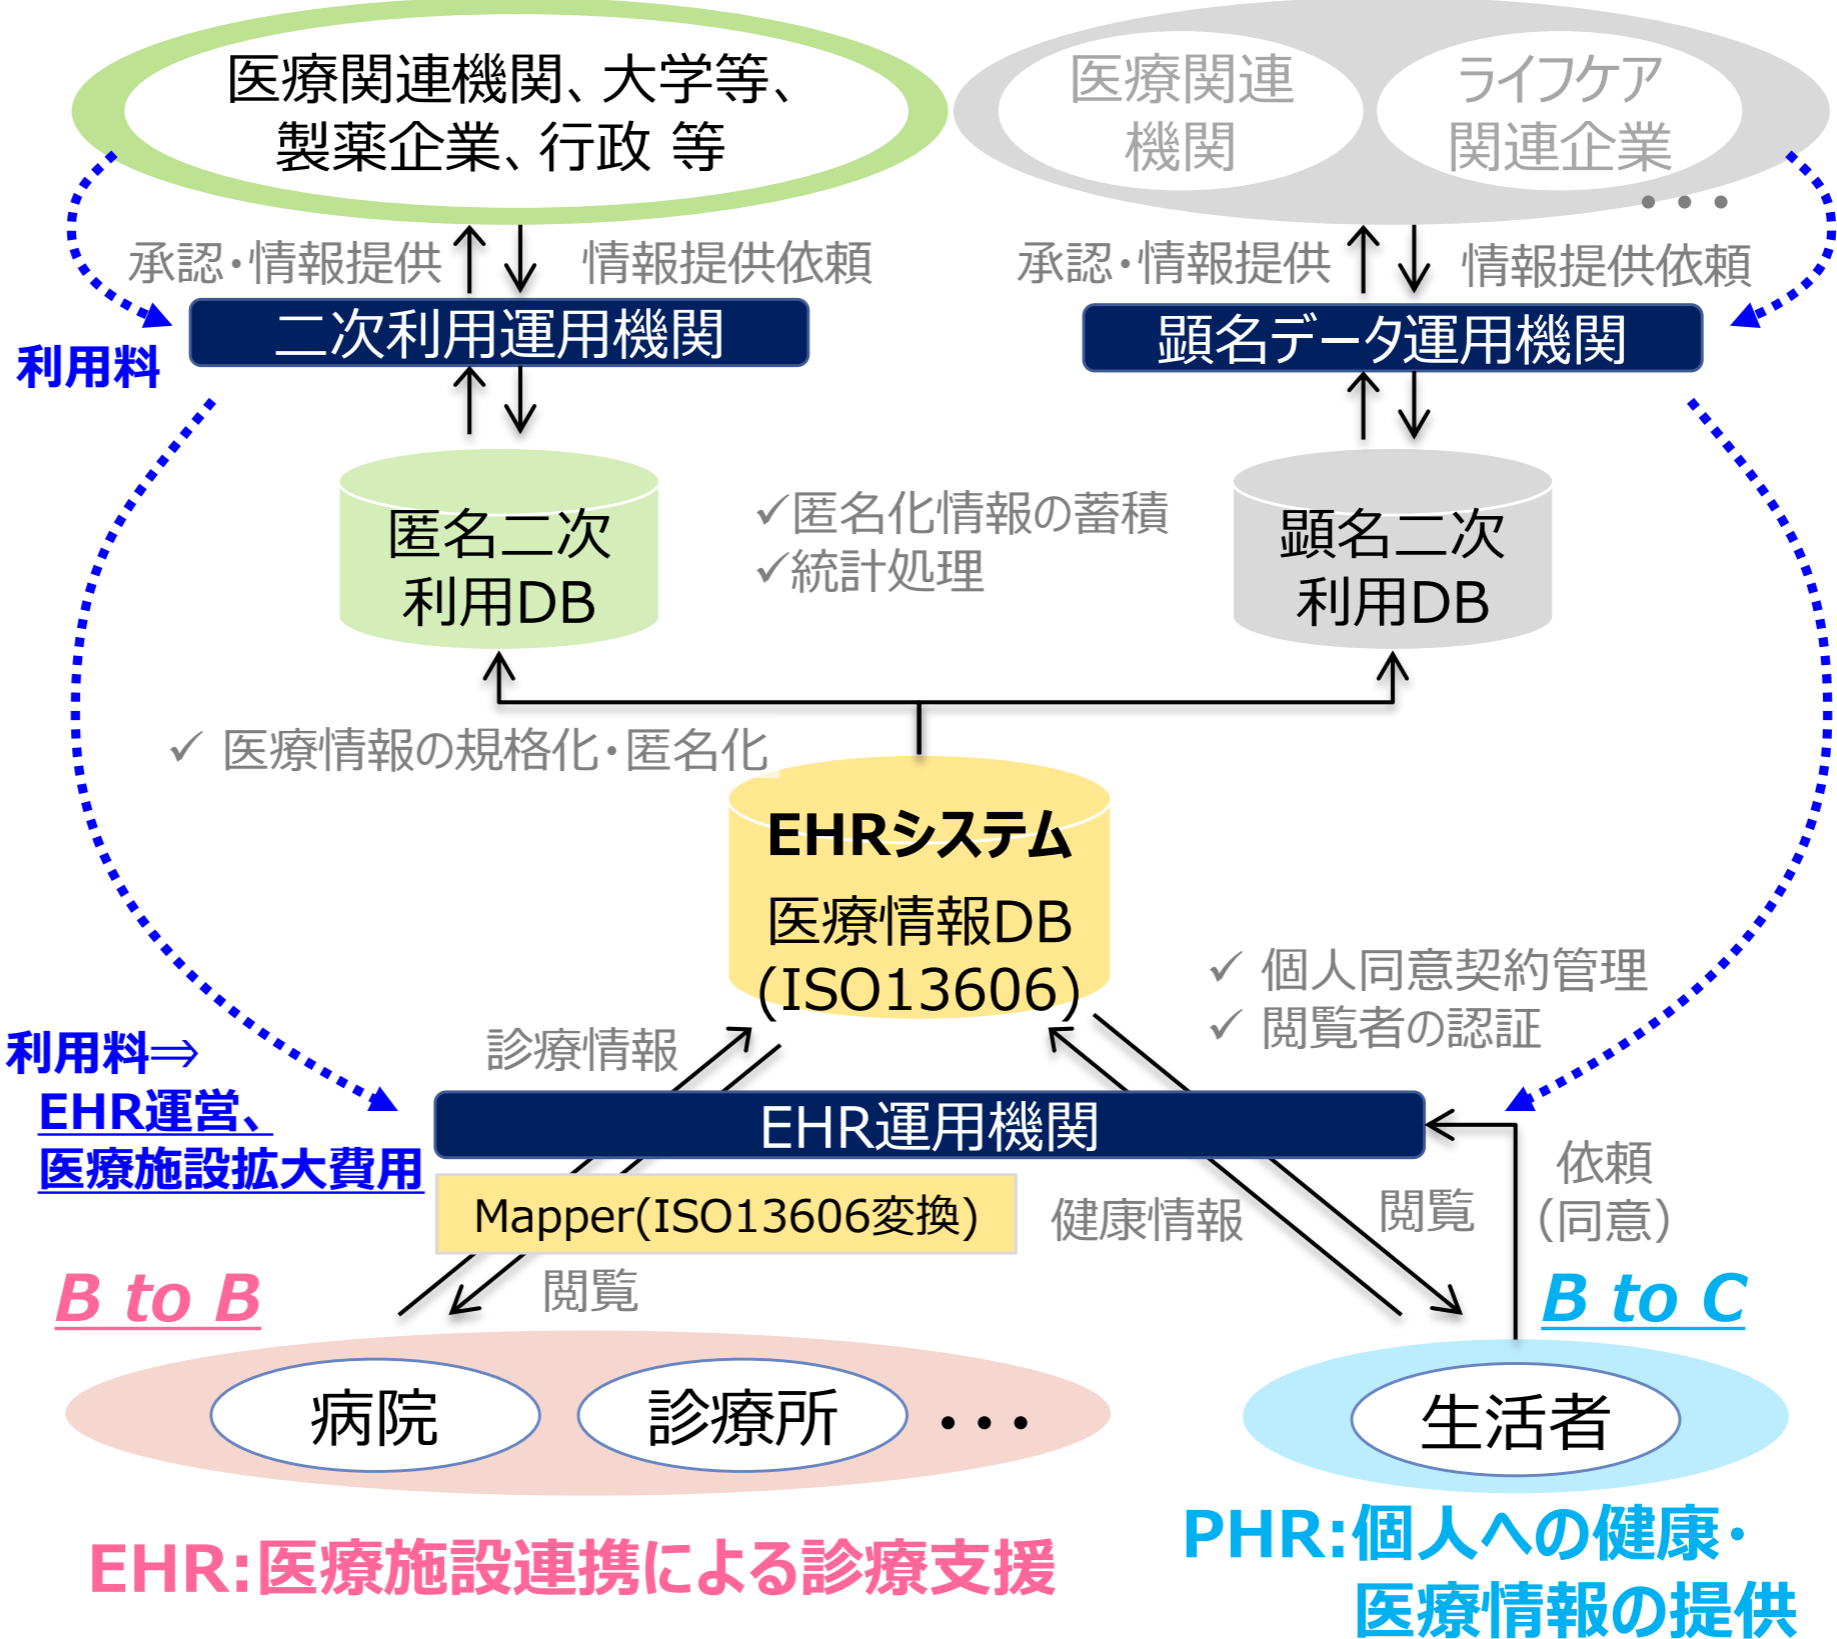 医療関連機関、大学等、
製薬企業、行政 等
医療関連
機関
ライフケア
関連企業
・・・
承認・情報提供
情報提供依頼
承認・情報提供
情報提供依頼
二次利用運用機関
顕名データ運用機関
利用料
匿名二次
利用DB
✓匿名化情報の蓄積
✓統計処理
顕名二次
利用DB
✓ 医療情報の規格化・匿名化
EHRシステム
医療情報DB
(ISO13606)
✓ 個人同意契約管理
✓ 閲覧者の認証
診療情報
利用料⇒
EHR運営、
医療施設拡大費用
EHR運用機関
Mapper(ISO13606変換)
健康情報
閲覧
依頼
(同意)
閲覧
B to B
B to C
病院
診療所
・・・
生活者
EHR:医療施設連携による診療支援
PHR:個人への健康・
医療情報の提供